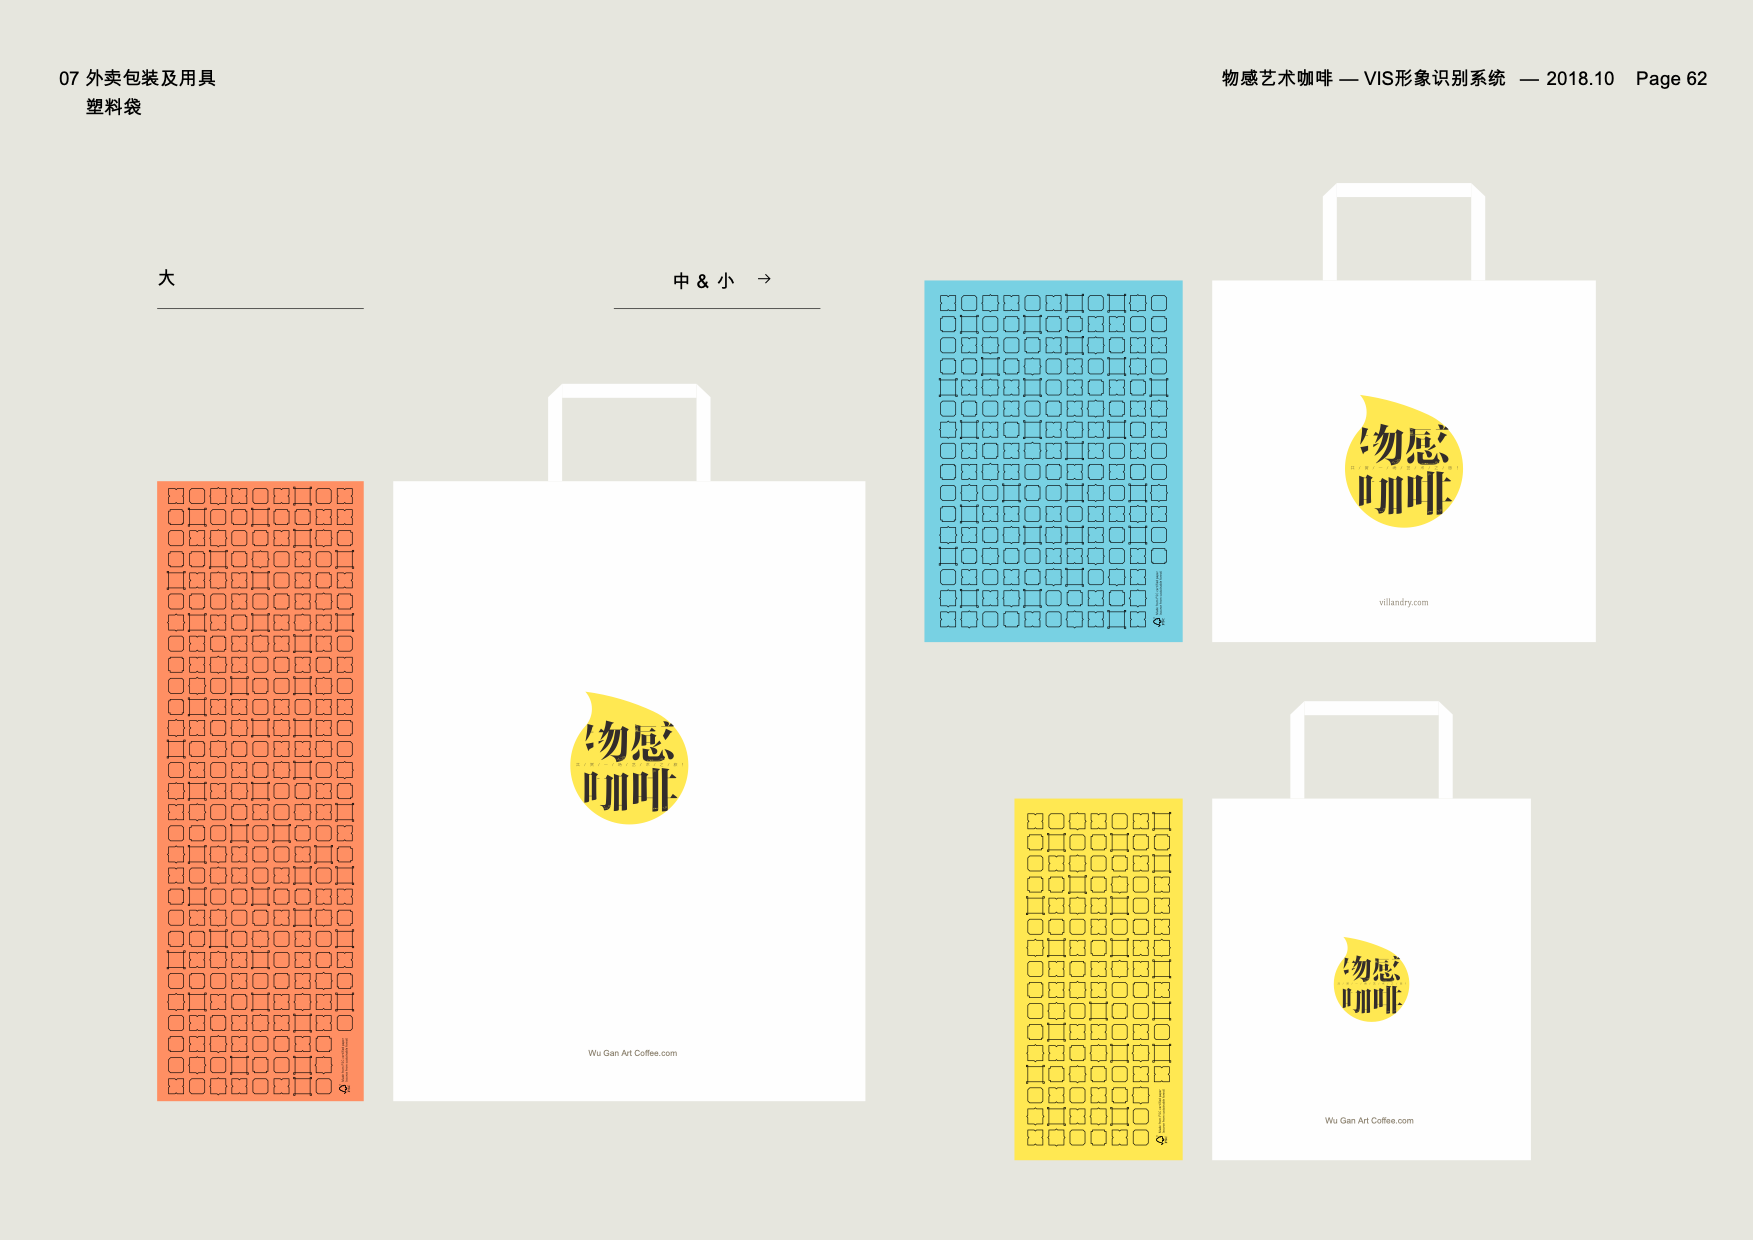 07 外卖包装及用具
塑料袋
物感艺术咖啡 — VIS形象识别系统 — 2018.10 Page 62
大
中 & 小 →
物感
咖啡
villandry.com
物感
咖啡
Wu Gan Art Coffee.com
物感
咖啡
Wu Gan Art Coffee.com